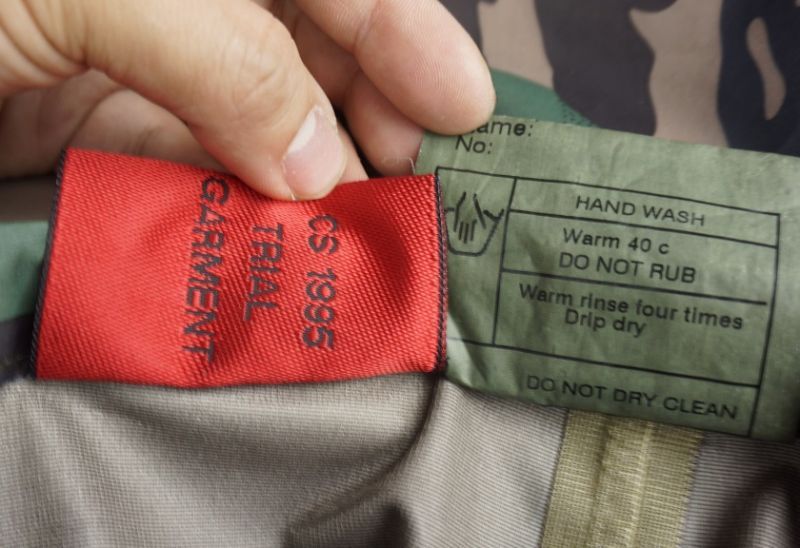 CS 1995
TRIAL
GARMENT
ame:
No:
HAND WASH
Warm 40 c
DO NOT RUB
Warm rinse four times
Drip dry
DO NOT DRY CLEAN